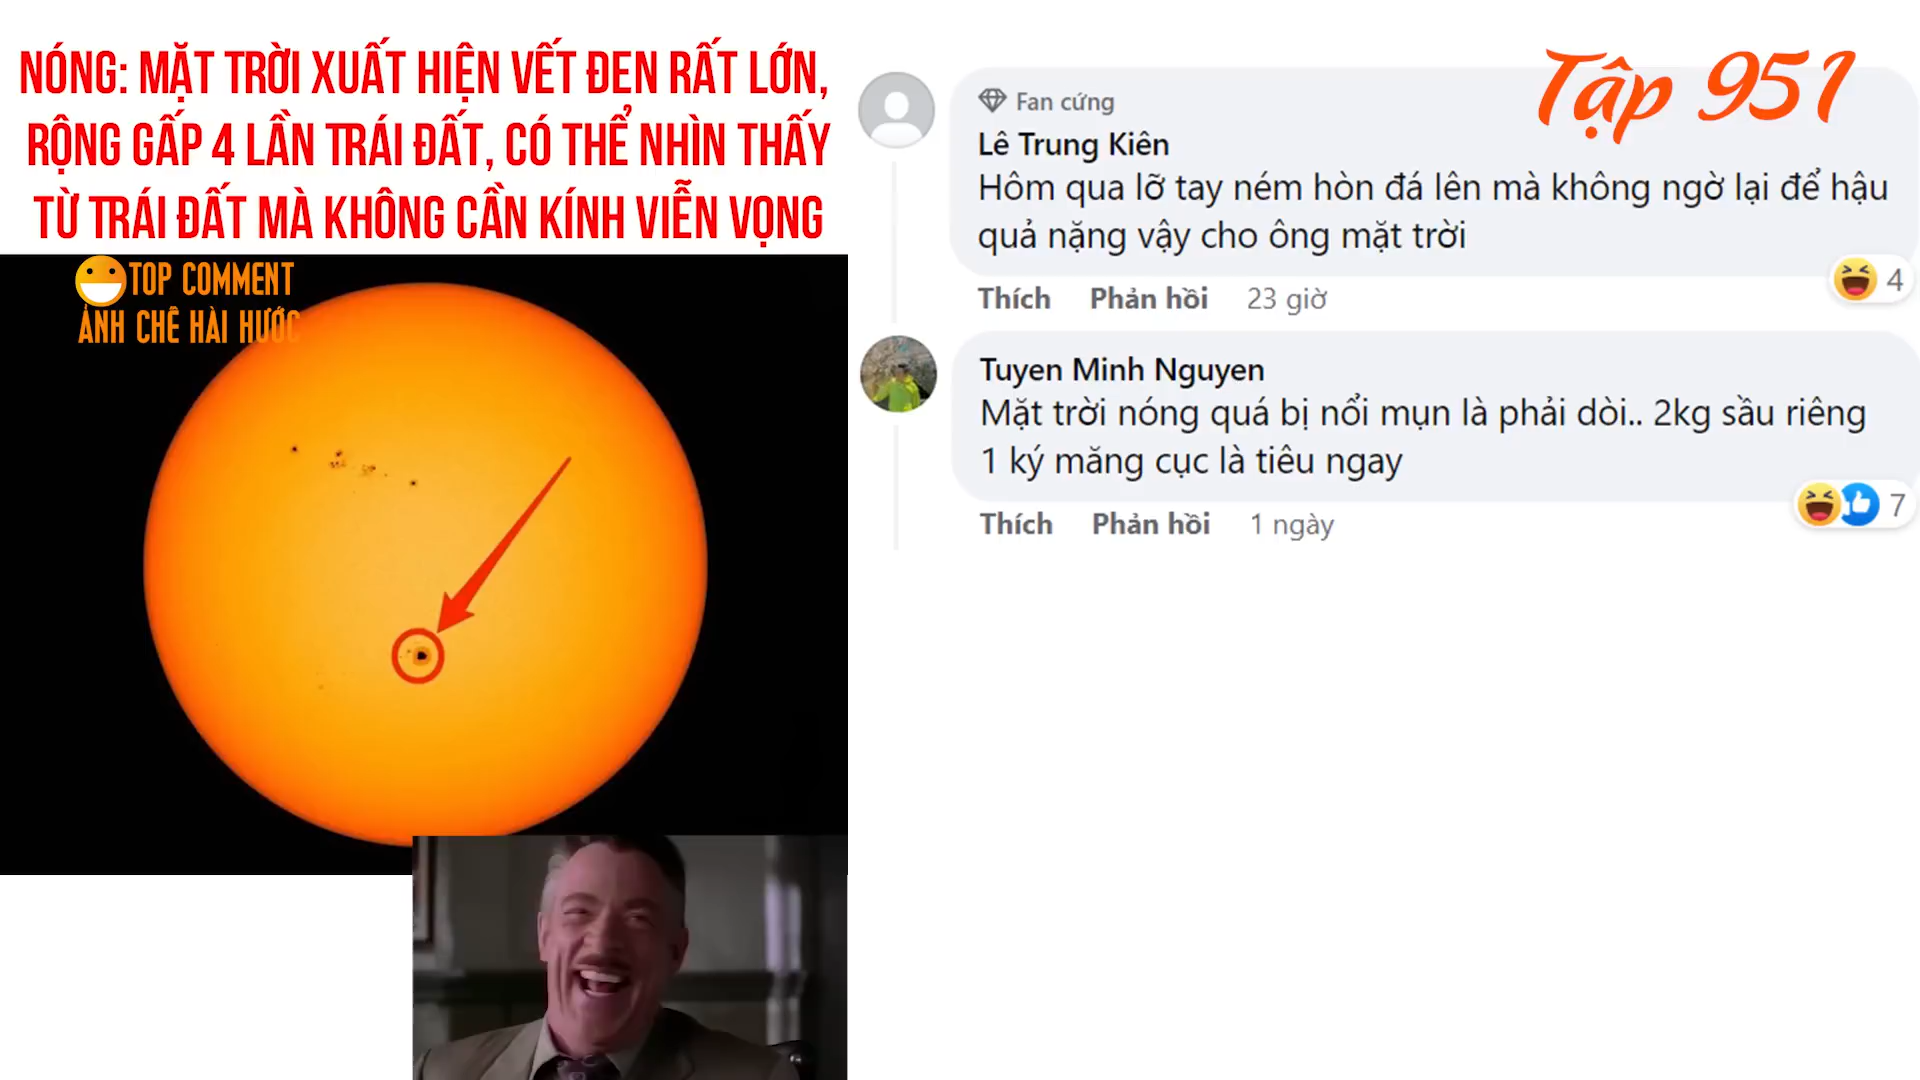 NÓNG: MẶT TRỜI XUẤT HIỆN VẾT ĐEN RẤT LỚN,
RỘNG GẤP 4 LẦN TRÁI ĐẤT, CÓ THỂ NHÌN THẤY
TỪ TRÁI ĐẤT MÀ KHÔNG CẦN KÍNH VIỄN VỌNG
TOP COMMENT
ẢNH CHẾ HÀI HƯỚC
Tập 951
Fan cứng
Lê Trung Kiên
Hôm qua lỡ tay ném hòn đá lên mà không ngờ lại để hậu
quả nặng vậy cho ông mặt trời
4
Thích Phản hồi 23 giờ
Tuyen Minh Nguyen
Mặt trời nóng quá bị nổi mụn là phải dòi.. 2kg sầu riêng
1 ký măng cục là tiêu ngay
7
Thích Phản hồi 1 ngày